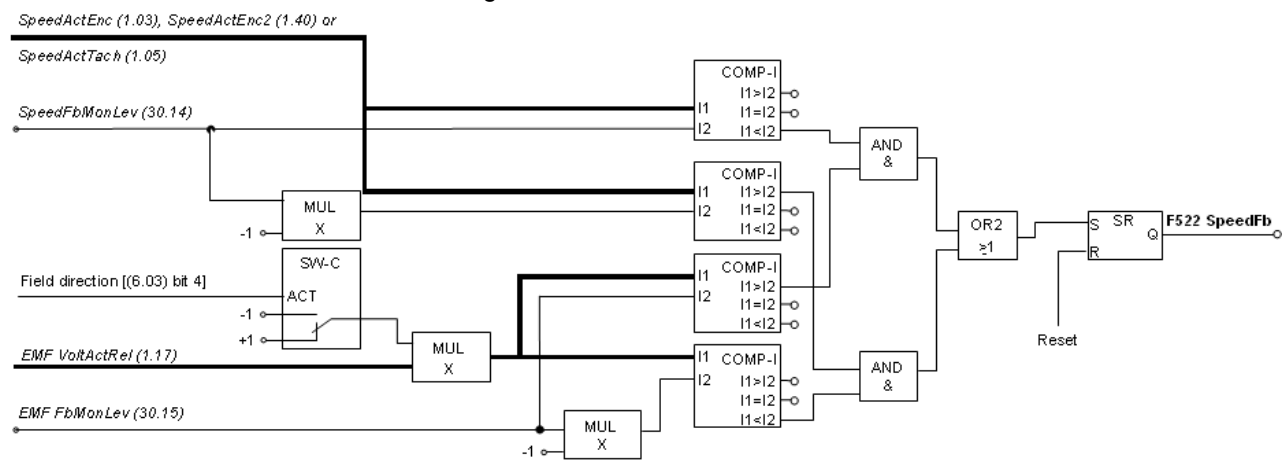 SpeedActEnc (1.03), SpeedActEnc2 (1.40) or
SpeedActTach (1.05)
SpeedFbMonLev (30.14)
MUL
X
-1
Field direction [(6.03) bit 4]
SW-C
ACT
-1
+1
EMF VoltActRel (1.17)
MUL
X
EMF FbMonLev (30.15)
MUL
X
-1
COMP-I
I1>I2
I1 I1=I2
I2 I1<I2
COMP-I
I1 I1>I2
I2 I1=I2
I1<I2
COMP-I
I1 I1>I2
I2 I1=I2
I1<I2
COMP-I
I1
I2 I1>I2
I1=I2
I1<I2
AND
&
AND
&
OR2
≥1
S SR Q
R
F522 SpeedFb
Reset